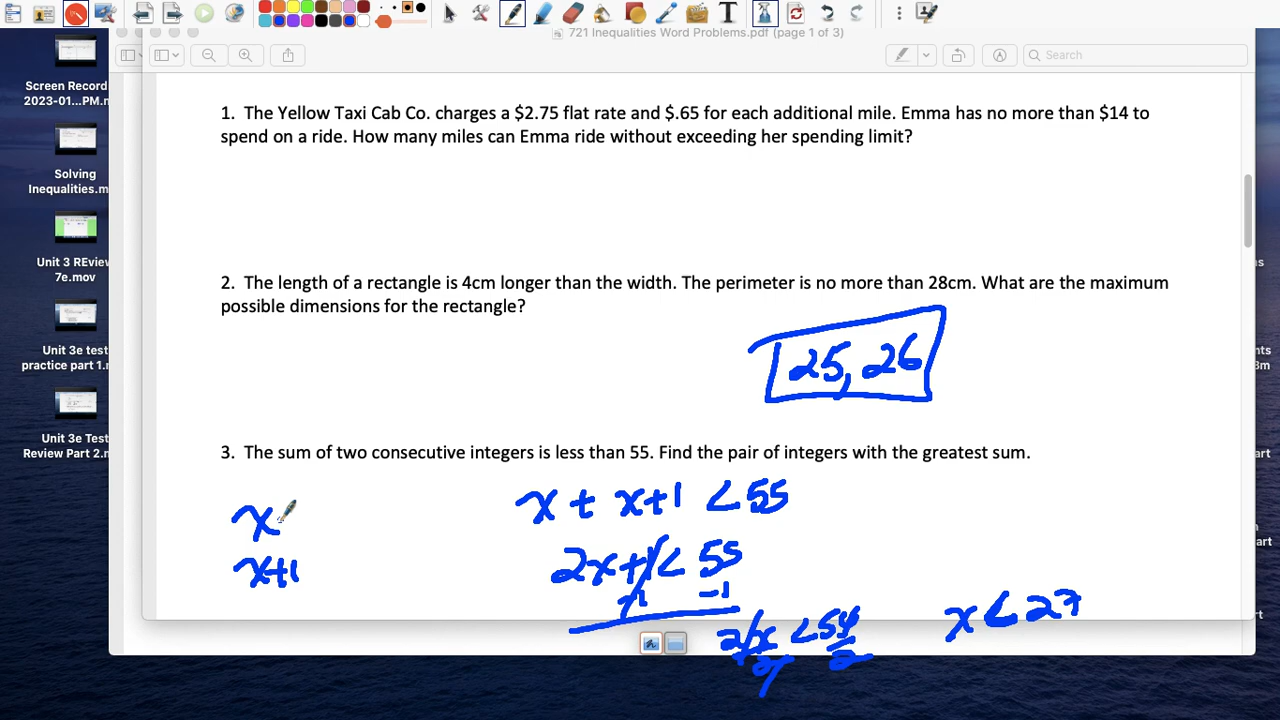 721 Inequalities Word Problems.pdf (page 1 of 3)
Search
Screen Record
2023-01...PM.m
Solving
Inequalities.m
Unit 3 REview
7e.mov
Unit 3e test
practice part 1.m
Unit 3e Test
Review Part 2.m
1. The Yellow Taxi Cab Co. charges a $2.75 flat rate and $.65 for each additional mile. Emma has no more than $14 to
spend on a ride. How many miles can Emma ride without exceeding her spending limit?
2. The length of a rectangle is 4cm longer than the width. The perimeter is no more than 28cm. What are the maximum
possible dimensions for the rectangle?
25, 26
3. The sum of two consecutive integers is less than 55. Find the pair of integers with the greatest sum.
x
x+1
x + x+1 < 55
2x+1 < 55
-1 -1
2x < 54
2 2
x < 27